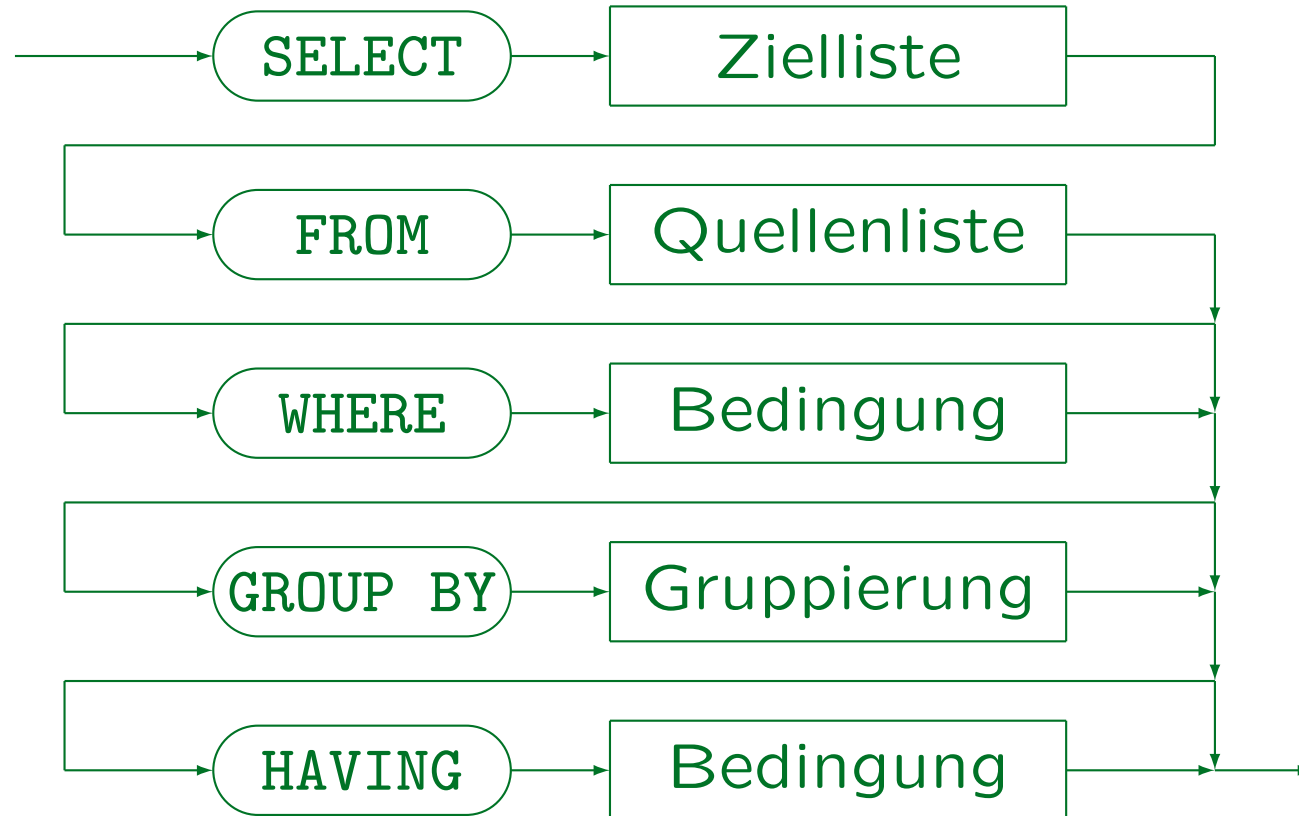 SELECT Zielliste
FROM Quellenliste
WHERE Bedingung
GROUP BY Gruppierung
HAVING Bedingung